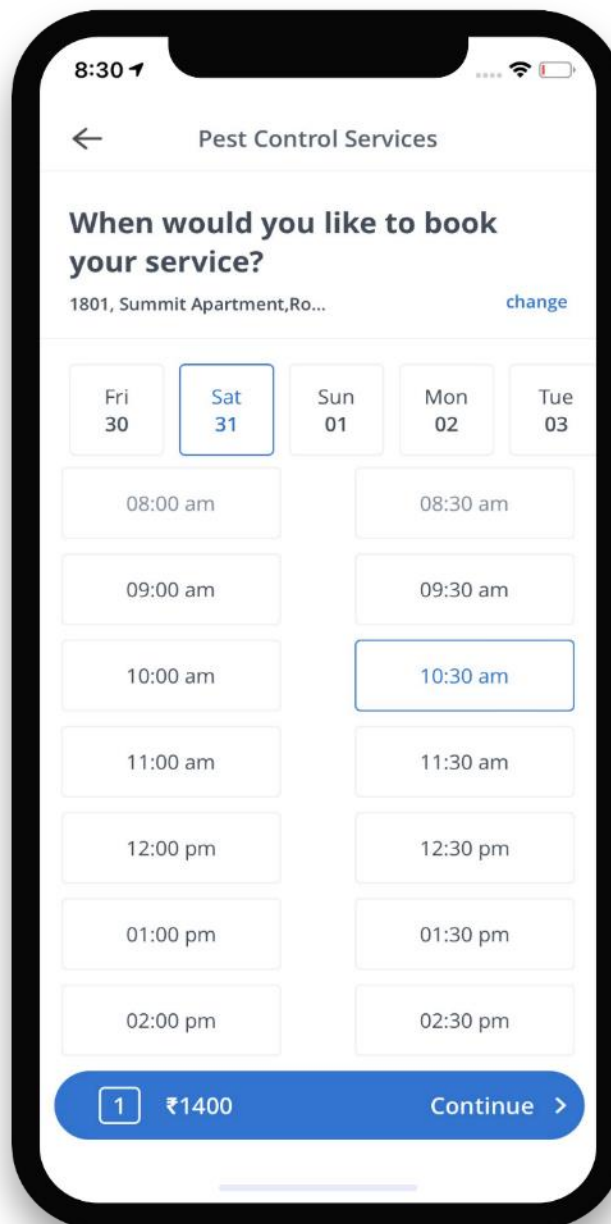 8:30
Pest Control Services
When would you like to book
your service?
1801, Summit Apartment,Ro...
change
Fri Sat Sun Mon Tue
30 31 01 02 03
08:00 am 08:30 am
09:00 am 09:30 am
10:00 am 10:30 am
11:00 am 11:30 am
12:00 pm 12:30 pm
01:00 pm 01:30 pm
02:00 pm 02:30 pm
1 ₹1400 Continue